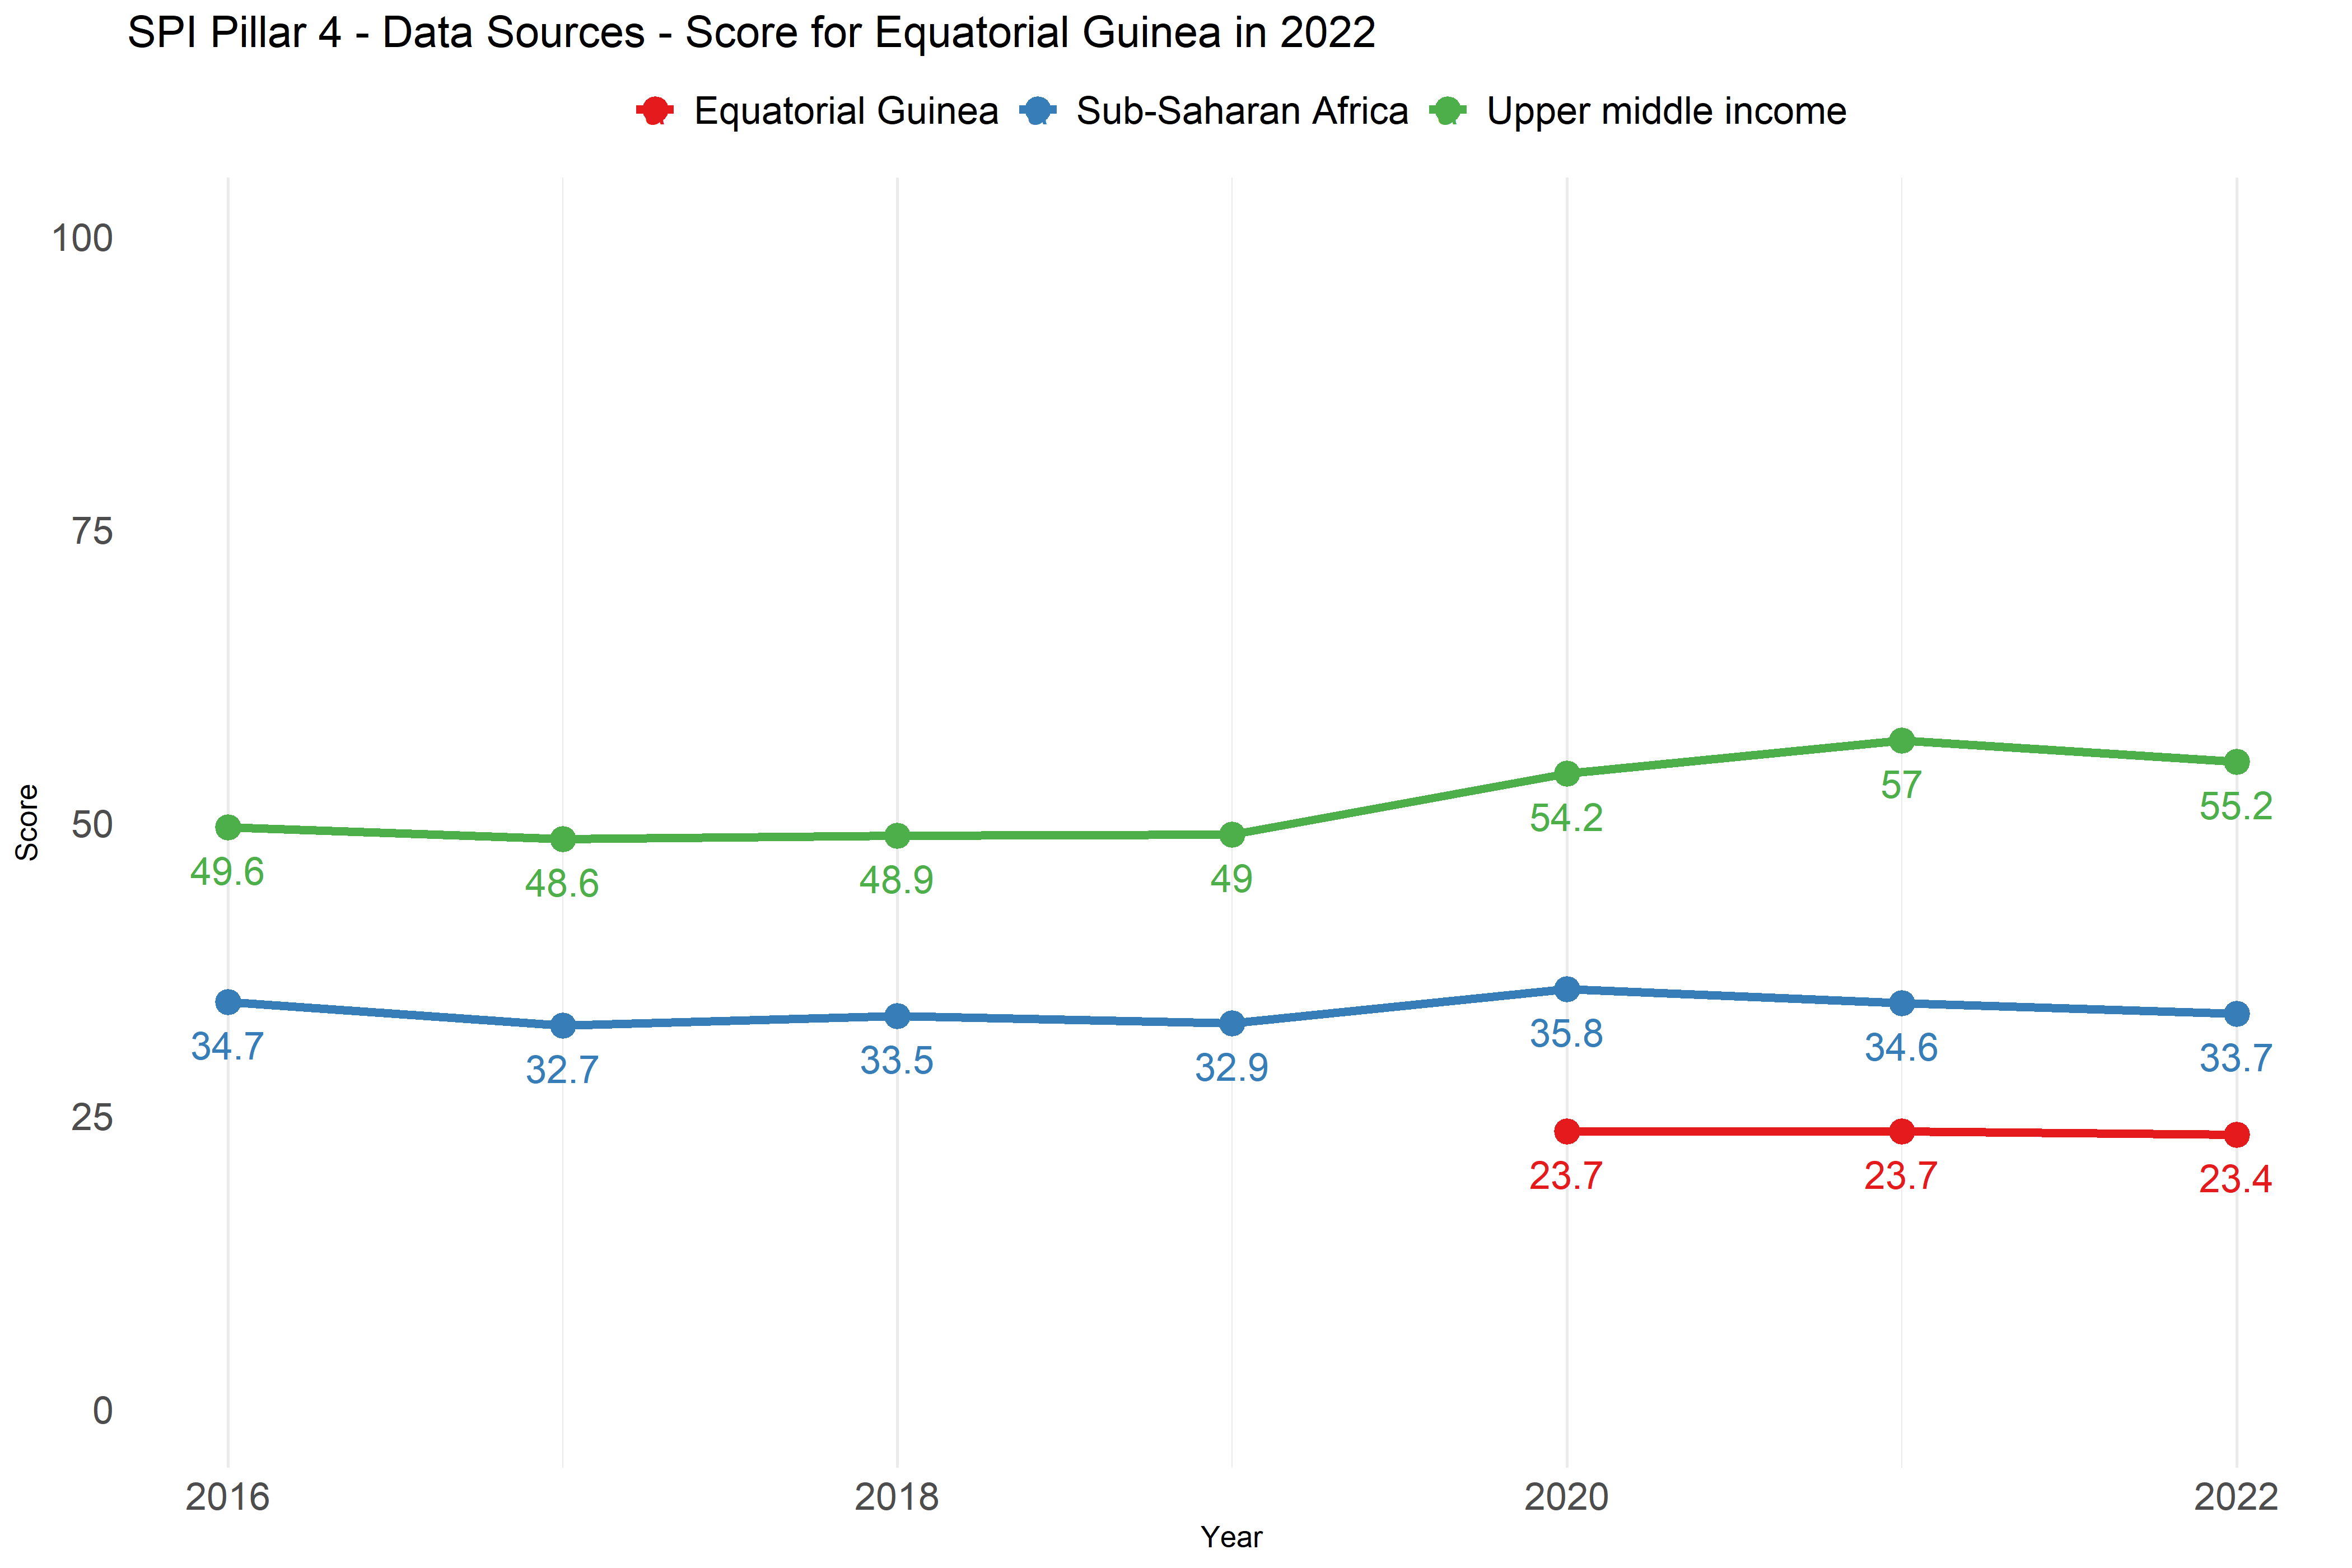 SPI Pillar 4 - Data Sources - Score for Equatorial Guinea in 2022
Equatorial Guinea Sub-Saharan Africa Upper middle income
100
75
50
25
0
Score
49.6 48.6 48.9 49 54.2 57 55.2
34.7 32.7 33.5 32.9 35.8 34.6 33.7
23.7 23.7 23.4
2016 2018 2020 2022
Year